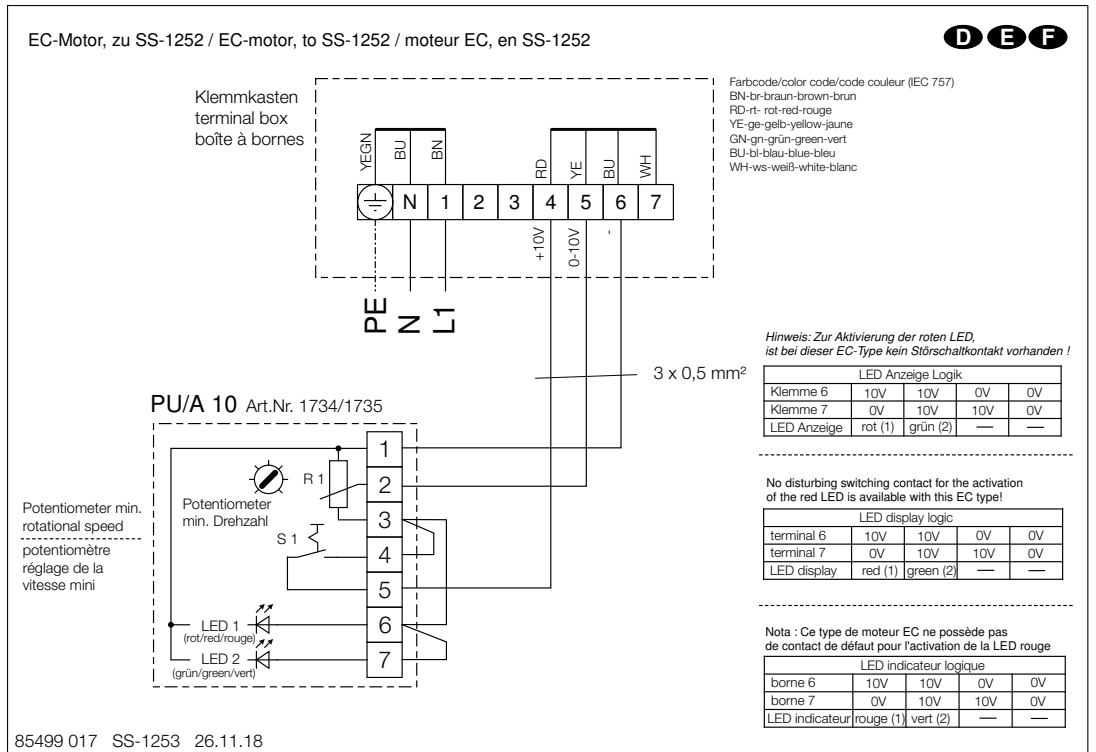 EC-Motor, zu SS-1252 / EC-motor, to SS-1252 / moteur EC, en SS-1252
D E F
Klemmkasten
terminal box
boîte à bornes
Farbcode/color code/code couleur (IEC 757)
BN-br-braun-brown-brun
RD-rt- rot-red-rouge
YE-ge-gelb-yellow-jaune
GN-gn-grün-green-vert
BU-bl-blau-blue-bleu
WH-ws-weiß-white-blanc
YEGN BU BN RD YE BU WH
N 1 2 3 4 5 6 7
+10V 0-10V -
PE N L1
3 x 0,5 mm²
PU/A 10 Art.Nr. 1734/1735
1
2
3
4
5
6
7
R 1
Potentiometer
min. Drehzahl
S 1
LED 1
(rot/red/rouge)
LED 2
(grün/green/vert)
Potentiometer min.
rotational speed
potentiomètre
réglage de la
vitesse mini
Hinweis: Zur Aktivierung der roten LED,
ist bei dieser EC-Type kein Störschaltkontakt vorhanden !
LED Anzeige Logik
Klemme 6 10V 10V 0V 0V
Klemme 7 0V 10V 10V 0V
LED Anzeige rot (1) grün (2) — —
No disturbing switching contact for the activation
of the red LED is available with this EC type!
LED display logic
terminal 6 10V 10V 0V 0V
terminal 7 0V 10V 10V 0V
LED display red (1) green (2) — —
Nota : Ce type de moteur EC ne possède pas
de contact de défaut pour l'activation de la LED rouge
LED indicateur logique
borne 6 10V 10V 0V 0V
borne 7 0V 10V 10V 0V
LED indicateur rouge (1) vert (2) — —
85499 017 SS-1253 26.11.18